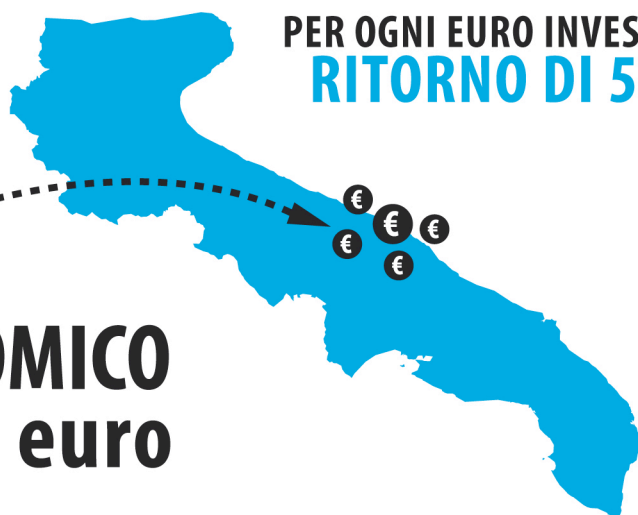 PER OGNI EURO INVES
RITORNO DI 5
€
€
€
€
€
OMICO
euro